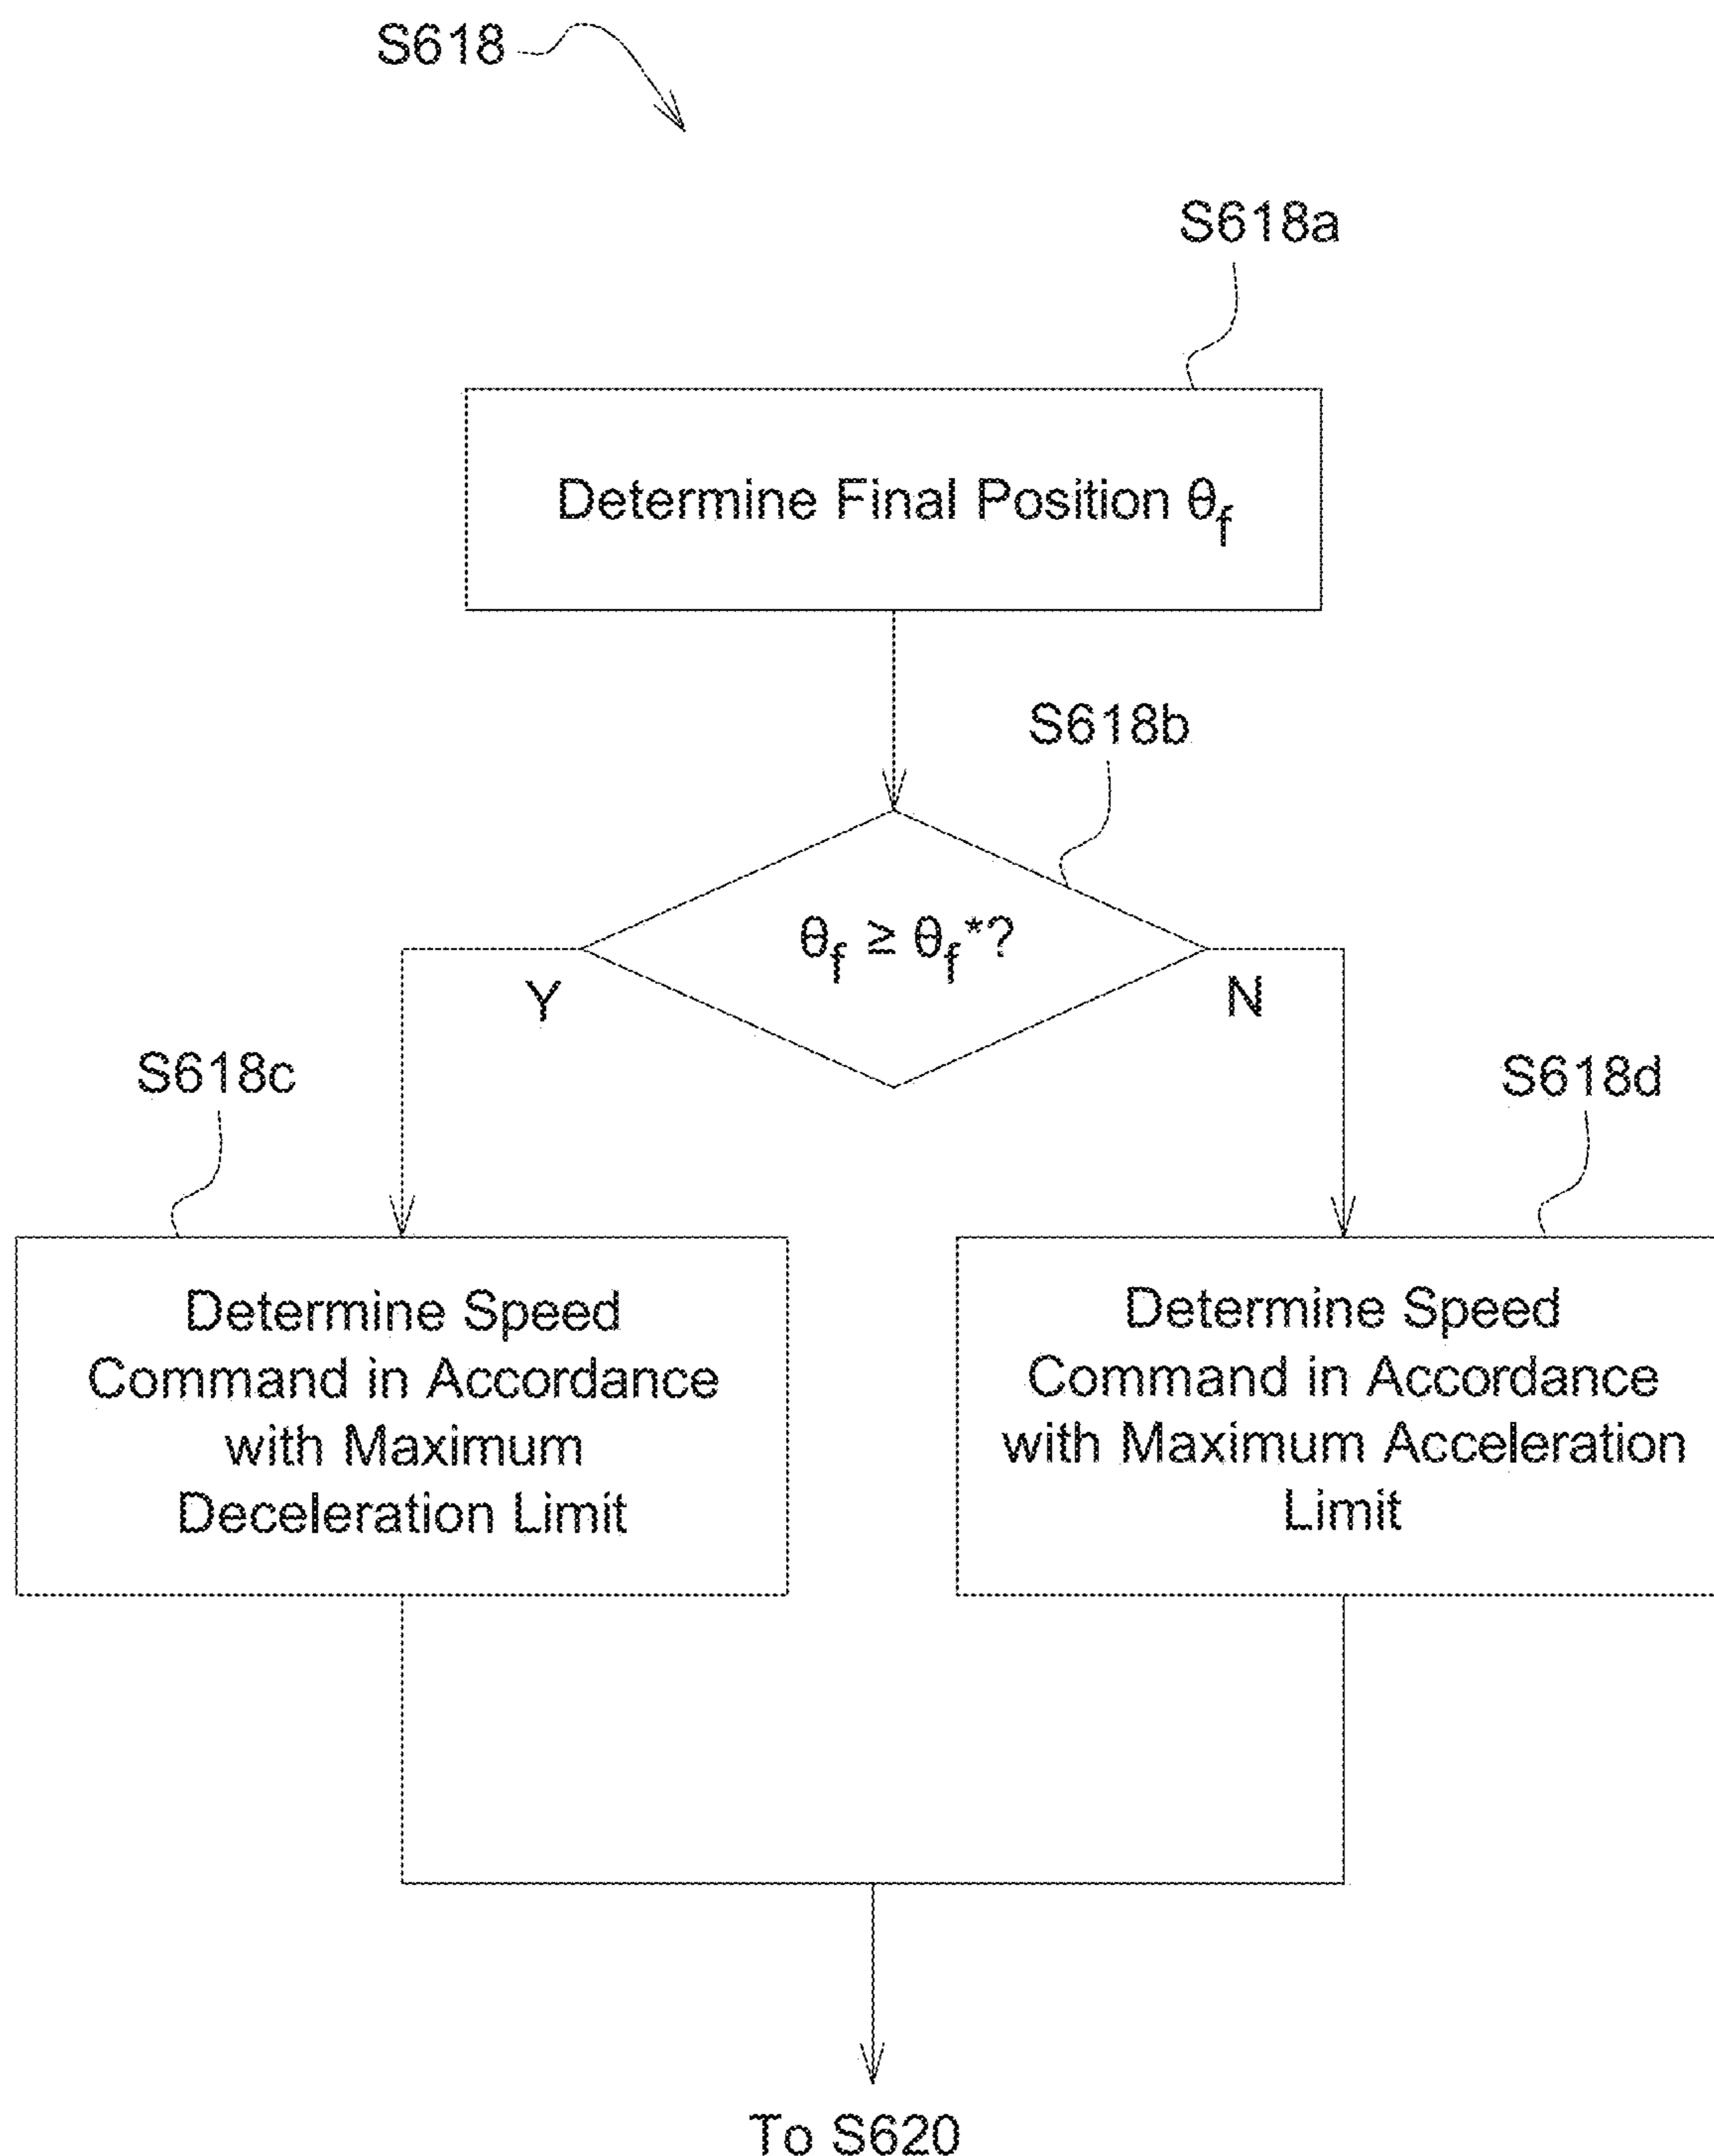 S618
S618a
Determine Final Position θf
S618b
θf ≥ θf*?
Y
N
S618c
S618d
Determine Speed
Command in Accordance
with Maximum
Deceleration Limit
Determine Speed
Command in Accordance
with Maximum Acceleration
Limit
To S620